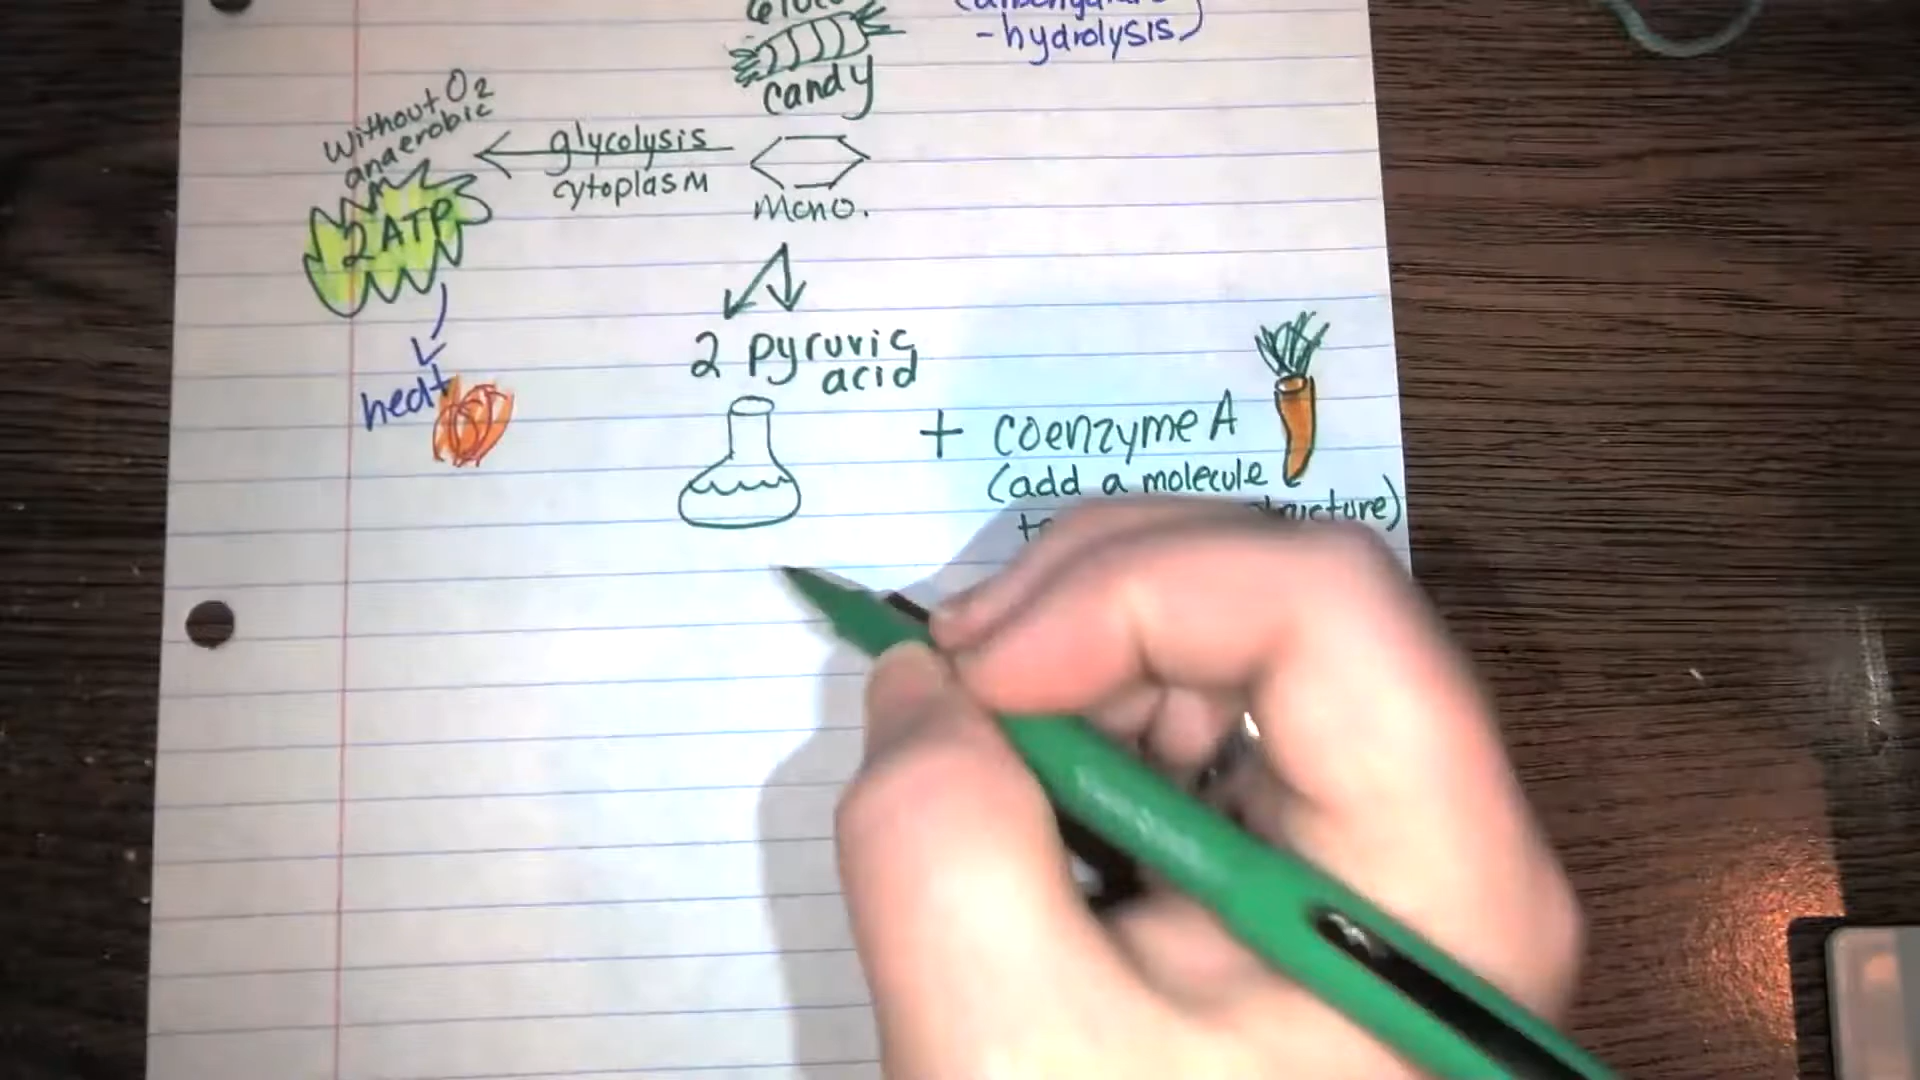 - hydrolysis)
candy
without O2
anaerobic
glycolysis
cytoplasm
Mono.
2 ATP
heat
2 pyruvic
acid
+ coenzyme A
(add a molecule
structure)